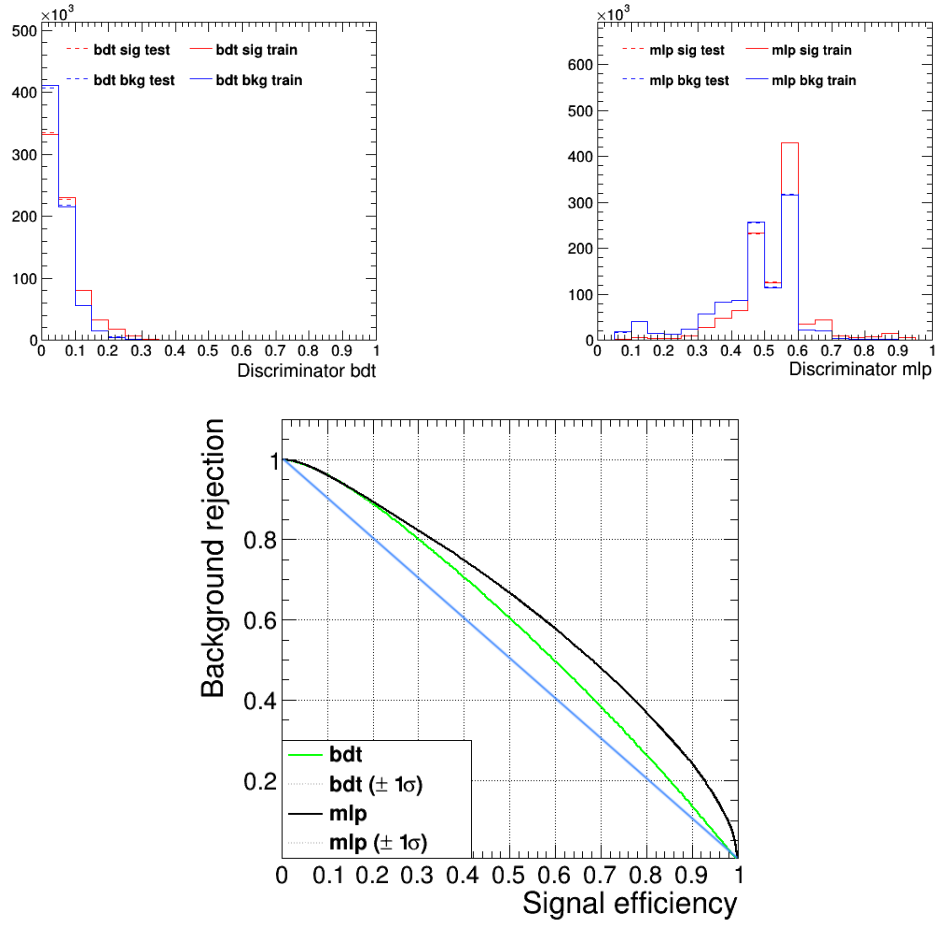 ×10³
500
400
300
200
100
0
bdt sig test
bdt sig train
bdt bkg test
bdt bkg train
0 0.1 0.2 0.3 0.4 0.5 0.6 0.7 0.8 0.9 1
Discriminator bdt
×10³
600
500
400
300
200
100
0
mlp sig test
mlp sig train
mlp bkg test
mlp bkg train
0 0.1 0.2 0.3 0.4 0.5 0.6 0.7 0.8 0.9 1
Discriminator mlp
Background rejection
1
0.8
0.6
0.4
0.2
bdt
bdt (± 1σ)
mlp
mlp (± 1σ)
0 0.1 0.2 0.3 0.4 0.5 0.6 0.7 0.8 0.9 1
Signal efficiency